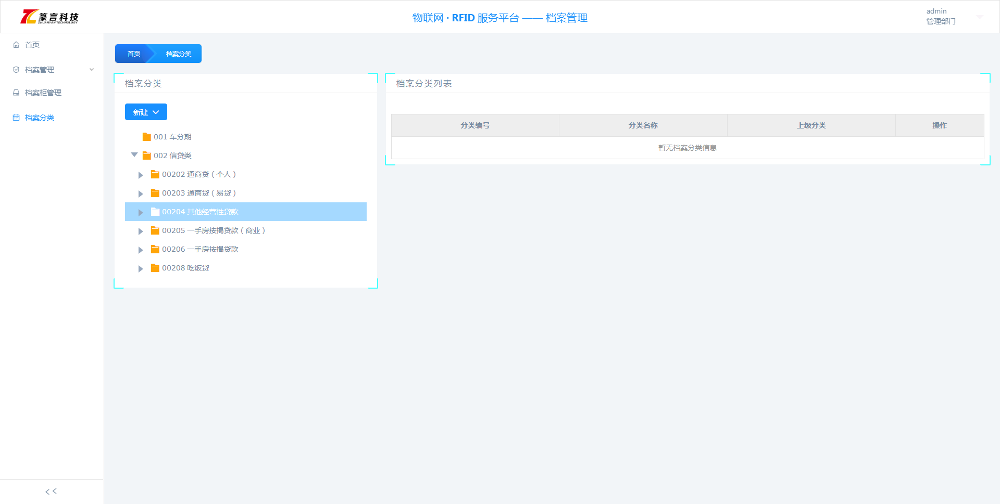 篆言科技
ZHUANYAN TECHNOLOGY
物联网 · RFID 服务平台 —— 档案管理
admin
管理部门
首页
档案管理
档案柜管理
档案分类
首页
档案分类
档案分类
新建
001 车分期
002 信贷类
00202 通商贷（个人）
00203 通商贷（易贷）
00204 其他经营性贷款
00205 一手房按揭贷款（商业）
00206 一手房按揭贷款
00208 吃饭贷
档案分类列表
分类编号 分类名称 上级分类 操作
暂无档案分类信息